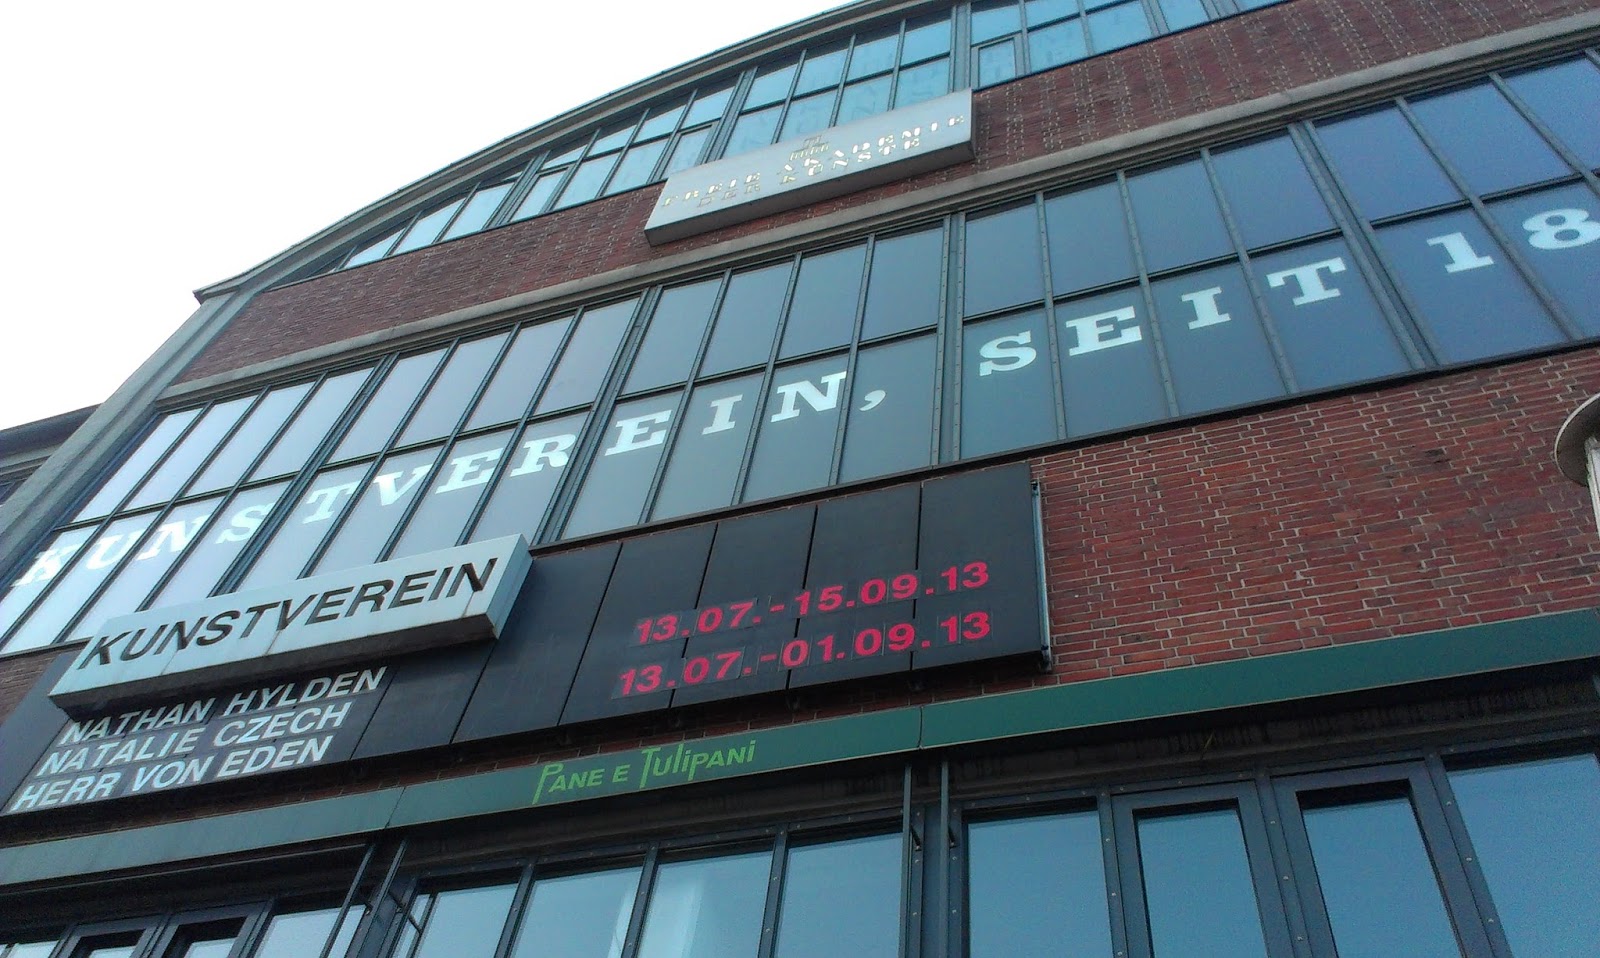 FREIE AKADEMIE
DER KÜNSTE
KUNSTVEREIN, SEIT 18
KUNSTVEREIN
NATHAN HYLDEN
NATALIE CZECH
HERR VON EDEN
13.07.-15.09.13
13.07.-01.09.13
PANE E TULIPANI